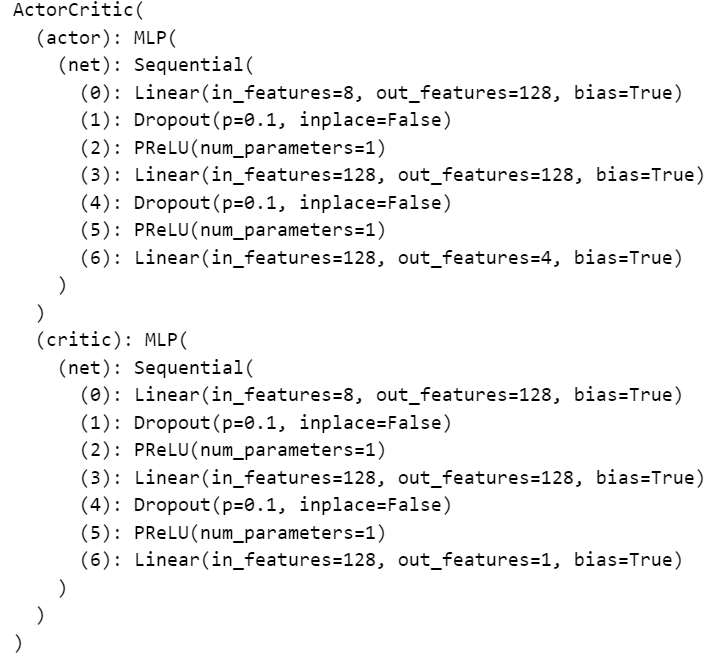 ActorCritic(
  (actor): MLP(
    (net): Sequential(
      (0): Linear(in_features=8, out_features=128, bias=True)
      (1): Dropout(p=0.1, inplace=False)
      (2): PReLU(num_parameters=1)
      (3): Linear(in_features=128, out_features=128, bias=True)
      (4): Dropout(p=0.1, inplace=False)
      (5): PReLU(num_parameters=1)
      (6): Linear(in_features=128, out_features=4, bias=True)
    )
  )
  (critic): MLP(
    (net): Sequential(
      (0): Linear(in_features=8, out_features=128, bias=True)
      (1): Dropout(p=0.1, inplace=False)
      (2): PReLU(num_parameters=1)
      (3): Linear(in_features=128, out_features=128, bias=True)
      (4): Dropout(p=0.1, inplace=False)
      (5): PReLU(num_parameters=1)
      (6): Linear(in_features=128, out_features=1, bias=True)
    )
  )
)